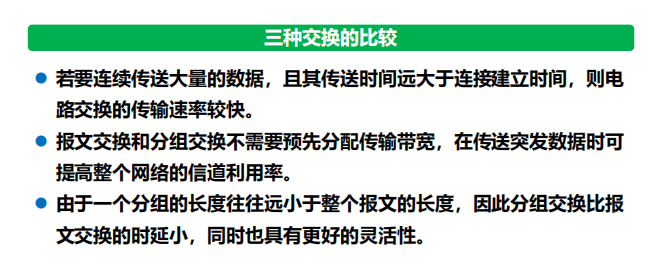 三种交换的比较
若要连续传送大量的数据，且其传送时间远大于连接建立时间，则电
路交换的传输速率较快。
报文交换和分组交换不需要预先分配传输带宽，在传送突发数据时可
提高整个网络的信道利用率。
由于一个分组的长度往往远小于整个报文的长度，因此分组交换比报
文交换的时延小，同时也具有更好的灵活性。